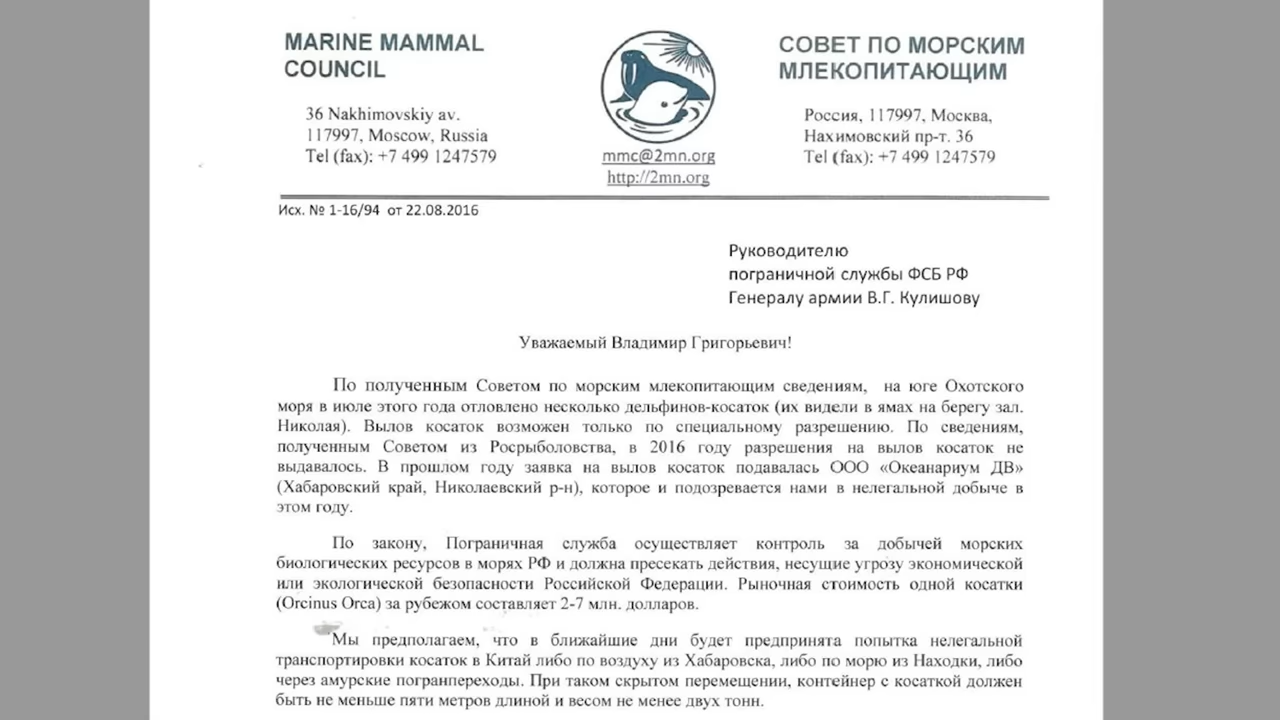 MARINE MAMMAL
COUNCIL
36 Nakhimovskiy av.
117997, Moscow, Russia
Tel (fax): +7 499 1247579
mmc@2mn.org
http://2mn.org
СОВЕТ ПО МОРСКИМ
МЛЕКОПИТАЮЩИМ
Россия, 117997, Москва,
Нахимовский пр-т. 36
Tel (fax): +7 499 1247579
Исх. № 1-16/94 от 22.08.2016
Руководителю
пограничной службы ФСБ РФ
Генералу армии В.Г. Кулишову
Уважаемый Владимир Григорьевич!
По полученным Советом по морским млекопитающим сведениям, на юге Охотского
моря в июле этого года отловлено несколько дельфинов-косаток (их видели в ямах на берегу зал.
Николая). Вылов косаток возможен только по специальному разрешению. По сведениям,
полученным Советом из Росрыболовства, в 2016 году разрешения на вылов косаток не
выдавалось. В прошлом году заявка на вылов косаток подавалась ООО «Океанариум ДВ»
(Хабаровский край, Николаевский р-н), которое и подозревается нами в нелегальной добыче в
этом году.
По закону, Пограничная служба осуществляет контроль за добычей морских
биологических ресурсов в морях РФ и должна пресекать действия, несущие угрозу экономической
или экологической безопасности Российской Федерации. Рыночная стоимость одной косатки
(Orcinus Orca) за рубежом составляет 2-7 млн. долларов.
Мы предполагаем, что в ближайшие дни будет предпринята попытка нелегальной
транспортировки косаток в Китай либо по воздуху из Хабаровска, либо по морю из Находки, либо
через амурские погранпереходы. При таком скрытом перемещении, контейнер с косаткой должен
быть не меньше пяти метров длиной и весом не менее двух тонн.